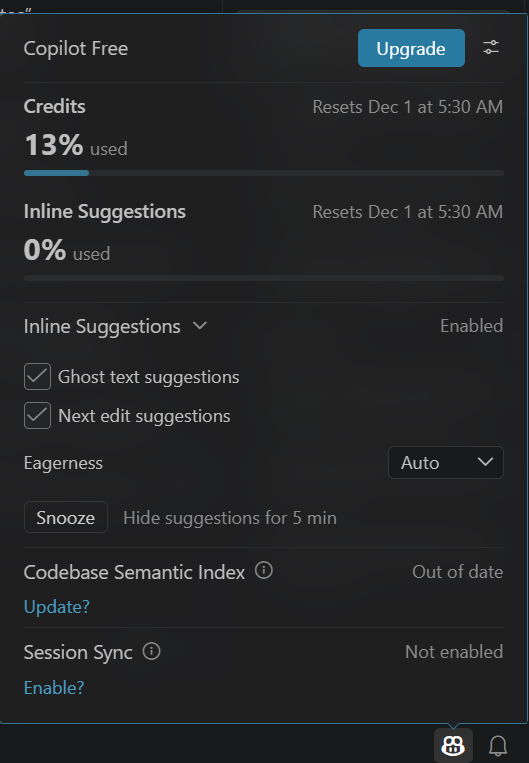 Copilot Free
Upgrade
Credits
Resets Dec 1 at 5:30 AM
13% used
Inline Suggestions
Resets Dec 1 at 5:30 AM
0% used
Inline Suggestions
Enabled
Ghost text suggestions
Next edit suggestions
Eagerness
Auto
Snooze
Hide suggestions for 5 min
Codebase Semantic Index
Out of date
Update?
Session Sync
Not enabled
Enable?